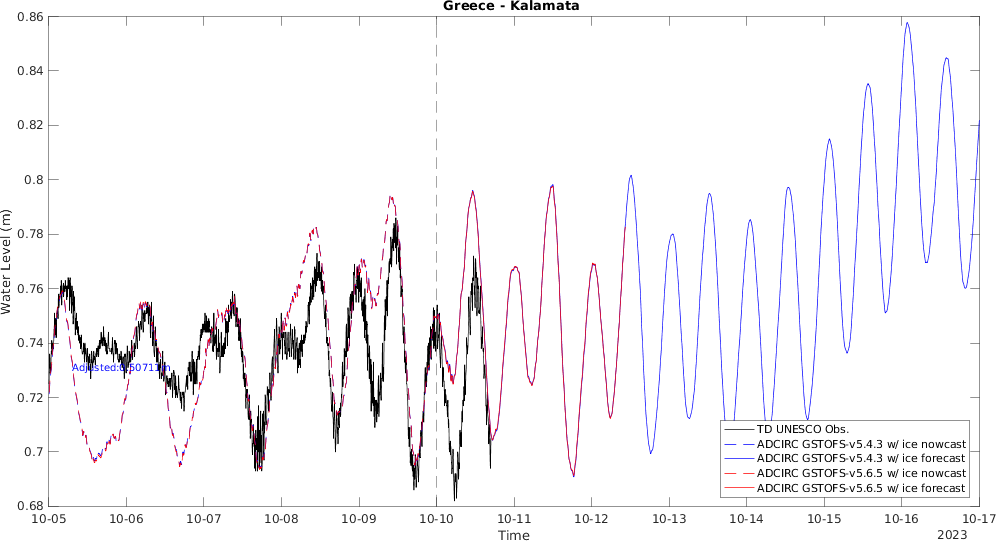 Greece - Kalamata
Water Level (m)
0.86
0.84
0.82
0.8
0.78
0.76
0.74
0.72
0.7
0.68
TD UNESCO Obs.
ADCIRC GSTOFS-v5.4.3 w/ ice nowcast
ADCIRC GSTOFS-v5.4.3 w/ ice forecast
ADCIRC GSTOFS-v5.6.5 w/ ice nowcast
ADCIRC GSTOFS-v5.6.5 w/ ice forecast
10-05 10-06 10-07 10-08 10-09 10-10 10-11 10-12 10-13 10-14 10-15 10-16 10-17
Time
2023